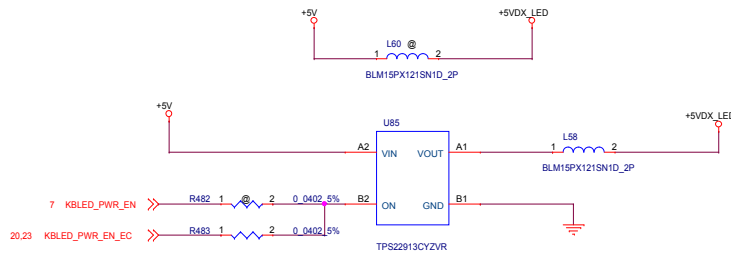 +5V +5VDX_LED
L60 @
1 2
BLM15PX121SN1D_2P
+5V +5VDX_LED
U85
L58
A2 VIN VOUT A1 1 2
BLM15PX121SN1D_2P
7 KBLED_PWR_EN R482 1 @ 2 0_0402_5% B2 ON GND B1
20,23 KBLED_PWR_EN_EC R483 1 2 0_0402_5%
TPS22913CYZVR